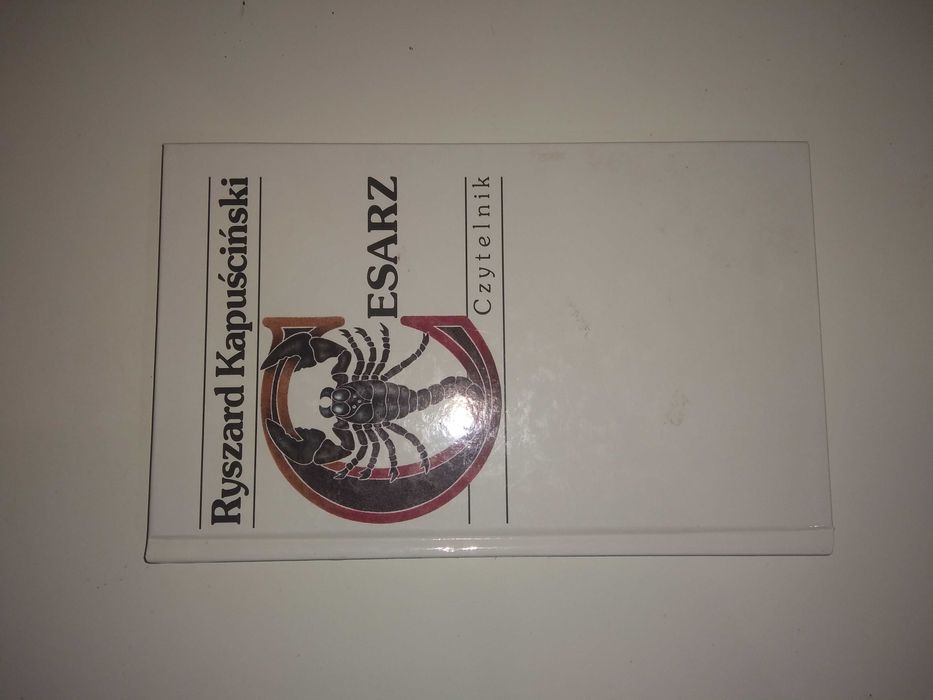 Ryszard Kapuściński
CESARZ
Czytelnik